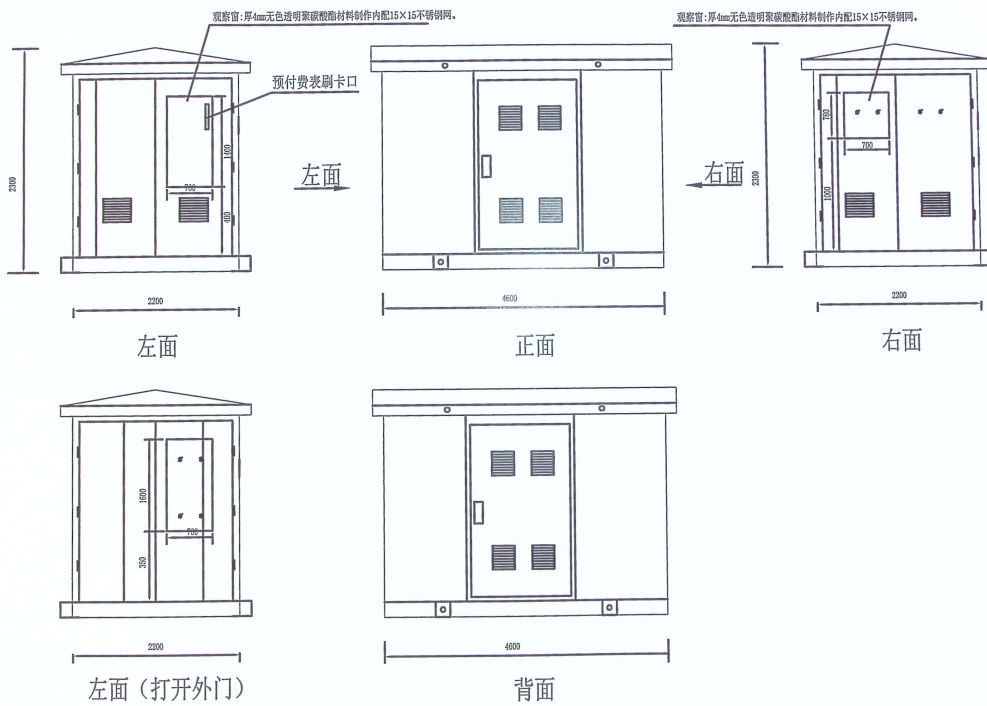 观察窗:厚4mm无色透明聚碳酸酯材料制作内配15×15不锈钢网。
预付费表刷卡口
2300
1400
700
400
2200
左面
左面
4600
正面
右面
观察窗:厚4mm无色透明聚碳酸酯材料制作内配15×15不锈钢网。
2300
780
700
1000
2200
右面
1600
700
350
2200
左面（打开外门）
4600
背面